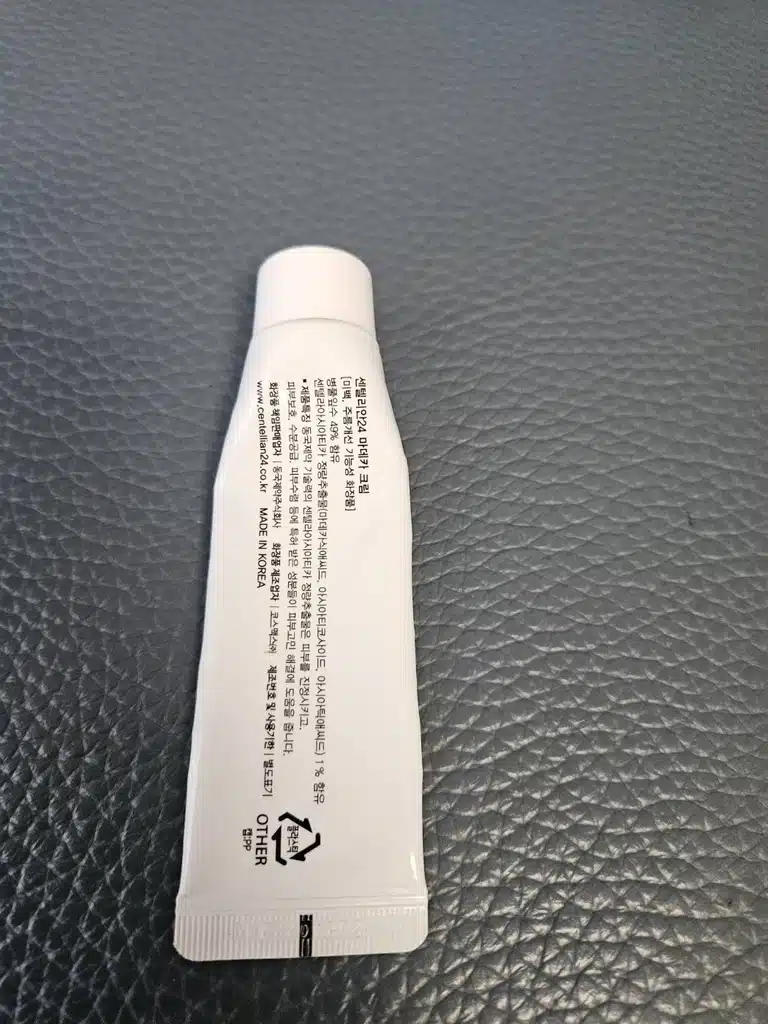 센텔리안24 마데카 크림
[미백, 주름개선 기능성 화장품]
병풀잎수 49% 함유
센텔라아시아티카 정량추출물(마데카식애씨드, 아시아티코사이드, 아시아틱애씨드) 1% 함유
▪ 제품특징 동국제약 기술력의 센텔라아시아티카 정량추출물은 피부를 진정시키고,
피부보호, 수분공급, 피부수렴 등에 특허 받은 성분들이 피부고민 해결에 도움을 줍니다.
화장품 책임판매업자 | 동국제약주식회사 화장품 제조업자 | 코스맥스㈜ 제조번호 및 사용기한 | 별도표기
www.centellian24.co.kr MADE IN KOREA
플라스틱
OTHER
캡:PP